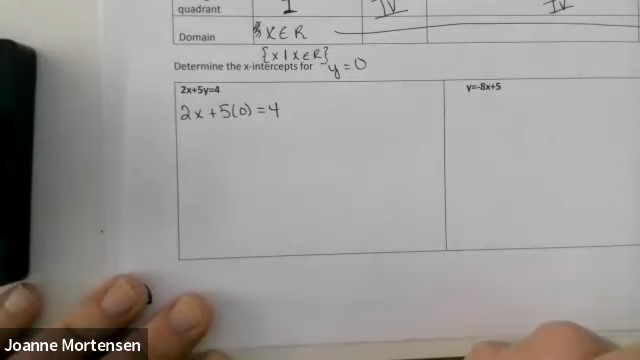 quadrant I IV IV
Domain X ∈ R
{x | x ∈ R}
Determine the x-intercepts for y = 0
2x+5y=4 y=-8x+5
2x + 5(0) = 4
Joanne Mortensen